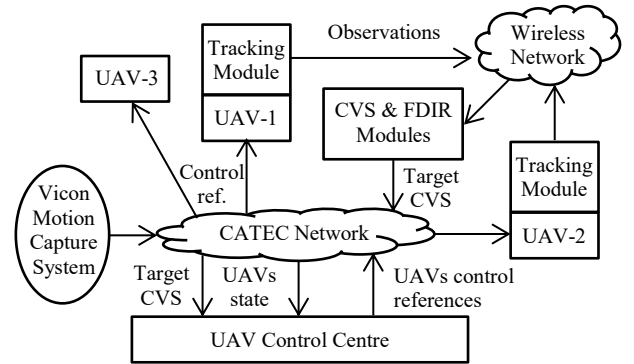 Observations
Wireless
Network
Tracking
Module
UAV-1
UAV-3
CVS & FDIR
Modules
Control
ref.
Target
CVS
Tracking
Module
UAV-2
Vicon
Motion
Capture
System
CATEC Network
Target
CVS
UAVs
state
UAVs control
references
UAV Control Centre